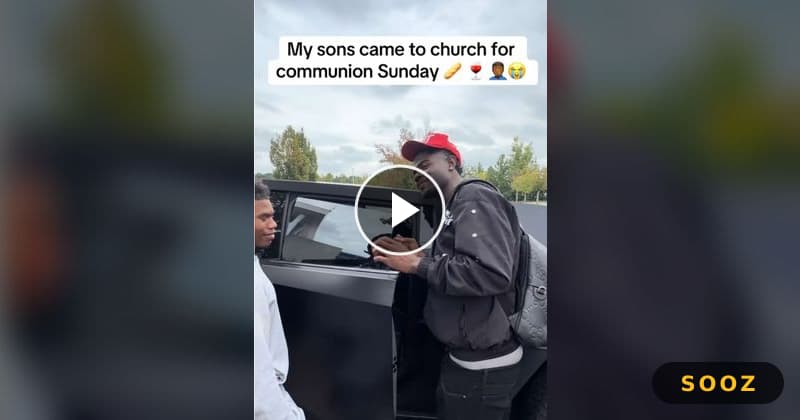 My sons came to church for
communion Sunday 🥖🍷🤦🏾‍♂️😭
SOOZ